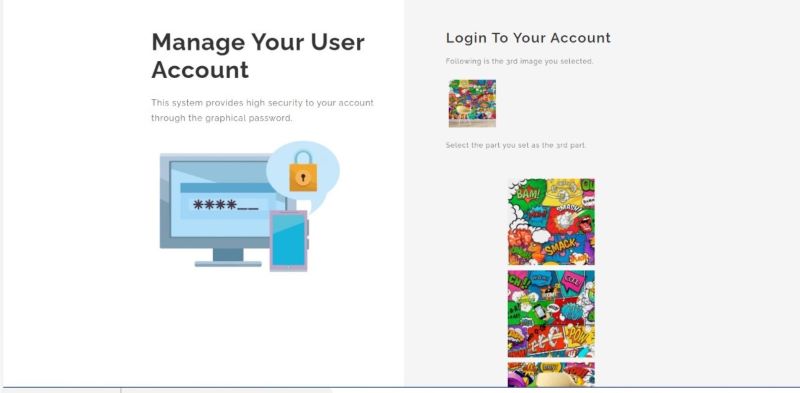 Manage Your User
Account
This system provides high security to your account
through the graphical password.
****__
Login To Your Account
Following is the 3rd image you selected.
Select the part you set as the 3rd part.
BAM!
SMASH!
SMACK
POW!